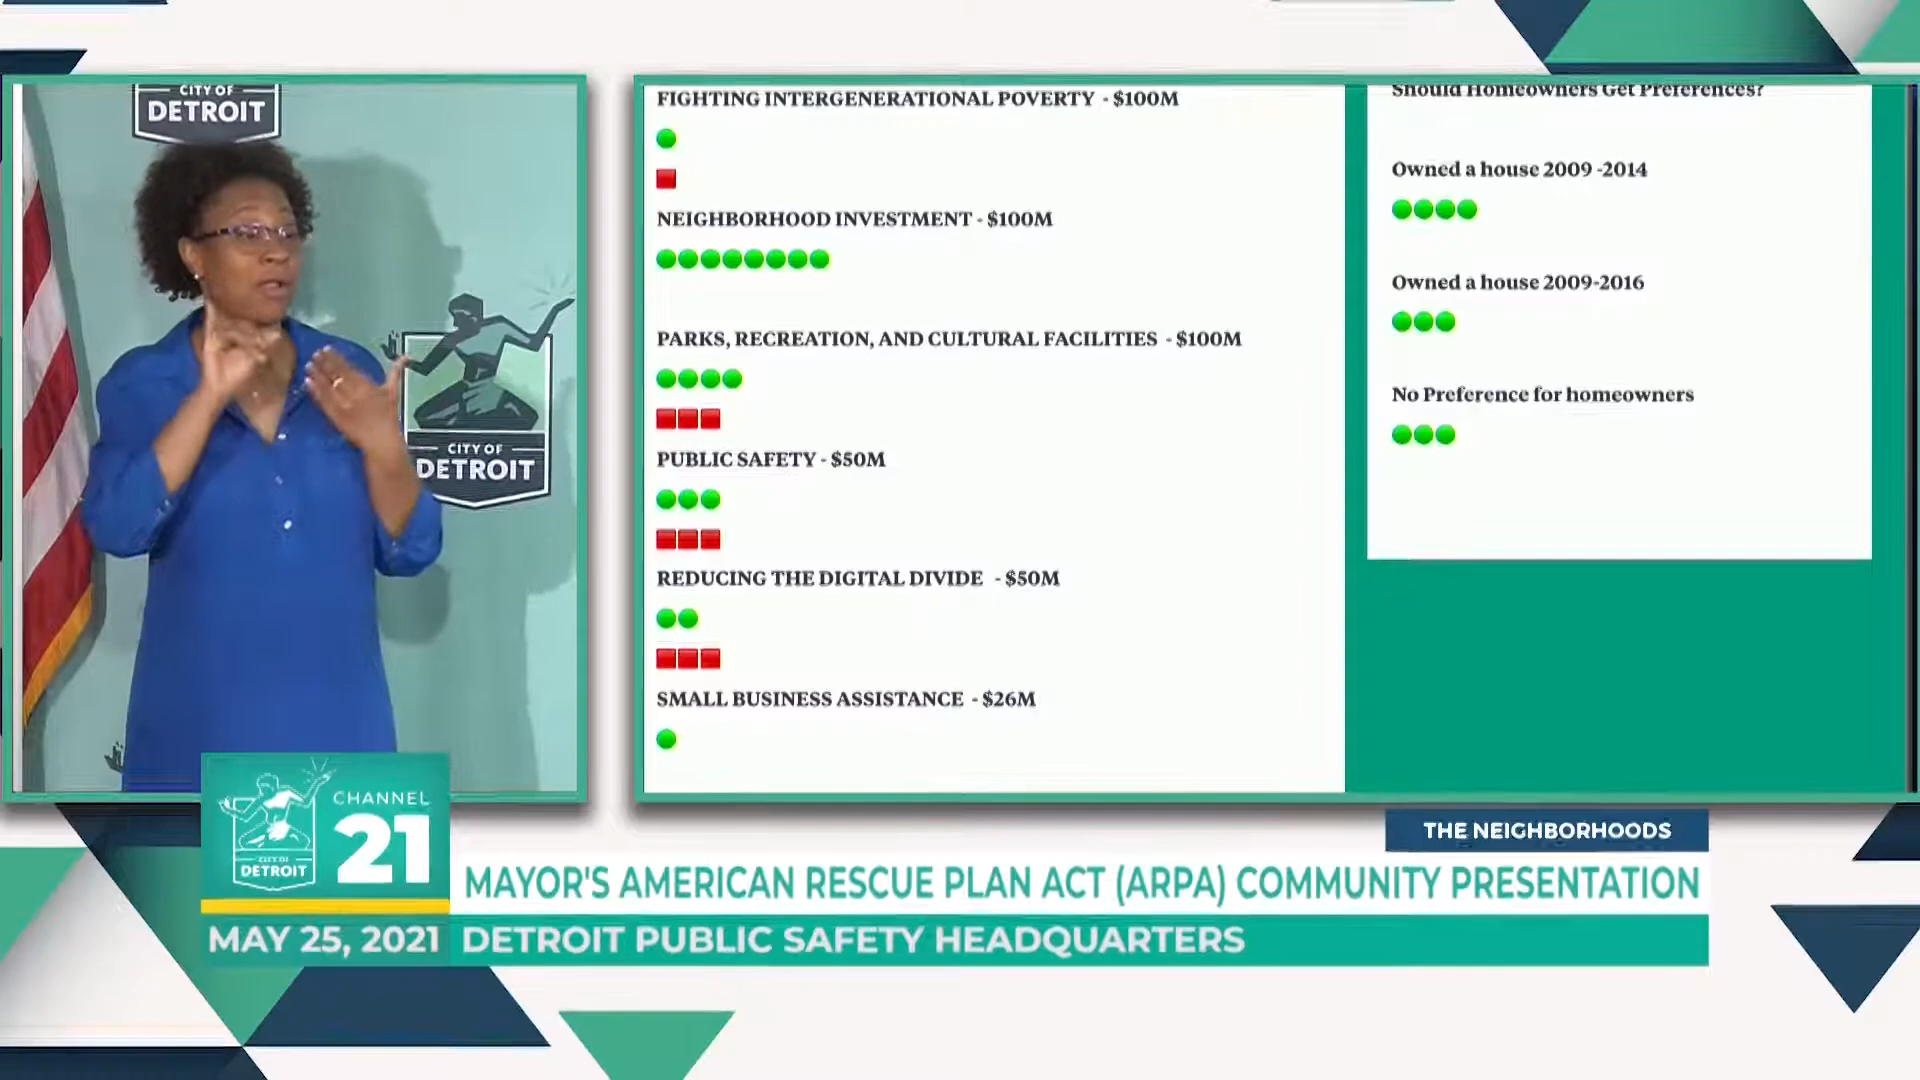 CITY OF
DETROIT
CITY OF
DETROIT
FIGHTING INTERGENERATIONAL POVERTY - $100M
NEIGHBORHOOD INVESTMENT - $100M
PARKS, RECREATION, AND CULTURAL FACILITIES - $100M
PUBLIC SAFETY - $50M
REDUCING THE DIGITAL DIVIDE - $50M
SMALL BUSINESS ASSISTANCE - $26M
Should Homeowners Get Preferences?
Owned a house 2009 -2014
Owned a house 2009-2016
No Preference for homeowners
THE NEIGHBORHOODS
CITY OF
DETROIT
CHANNEL
21
MAYOR'S AMERICAN RESCUE PLAN ACT (ARPA) COMMUNITY PRESENTATION
MAY 25, 2021
DETROIT PUBLIC SAFETY HEADQUARTERS